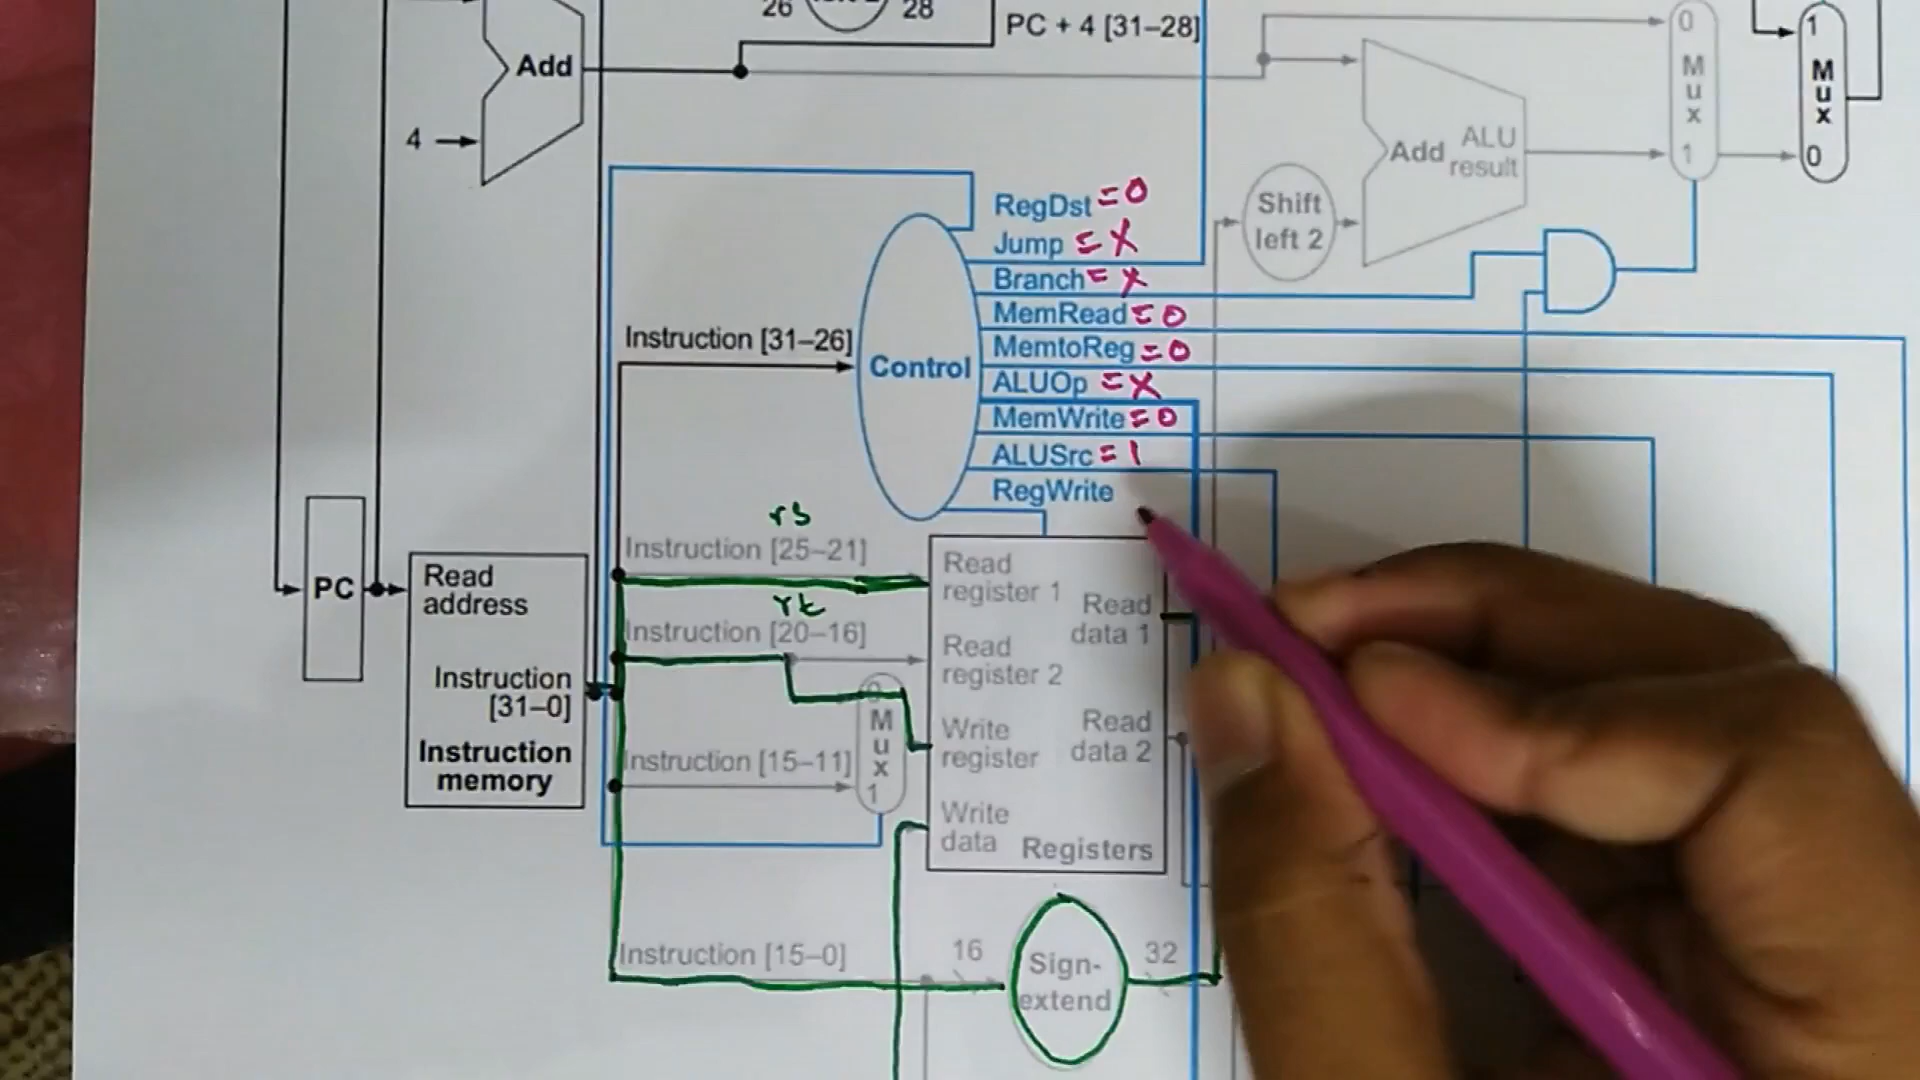 26
28
PC + 4 [31–28]
Add
4
0
M
u
x
1
1
M
u
x
0
Add
ALU
result
Shift
left 2
RegDst = 0
Jump = X
Branch = X
MemRead = 0
MemtoReg = 0
ALUOp = X
MemWrite = 0
ALUSrc = 1
RegWrite
Control
Instruction [31–26]
rs
Instruction [25–21]
rt
Instruction [20–16]
Instruction [15–11]
Instruction [15–0]
PC
Read
address
Instruction
[31–0]
Instruction
memory
0
M
u
x
1
Read
register 1
Read
register 2
Write
register
Write
data
Read
data 1
Read
data 2
Registers
16
Sign-
extend
32